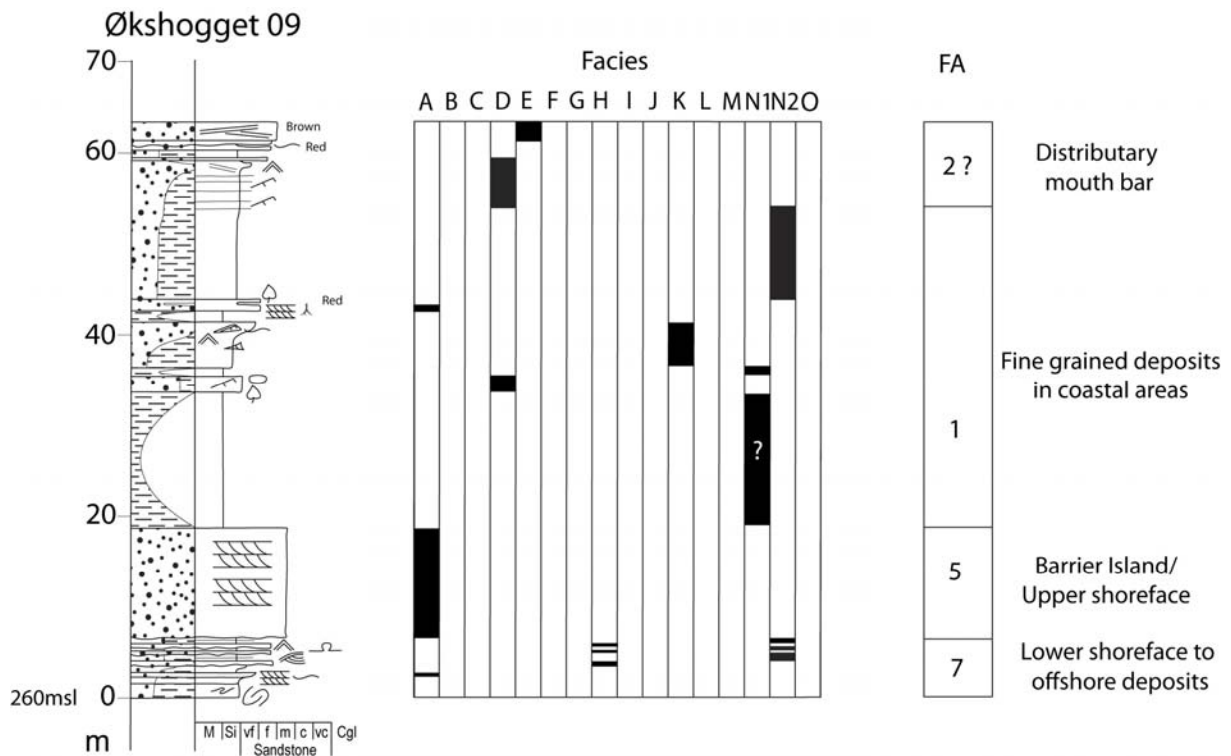 Økshogget 09
70
Facies
FA
A B C D E F G H I J K L M N1 N2 O
Brown
Red
60
2 ?
Distributary
mouth bar
Red
40
Fine grained deposits
in coastal areas
?
1
20
5
Barrier Island/
Upper shoreface
7
Lower shoreface to
offshore deposits
260msl 0
m
M Si vf f m c vc Cgl
Sandstone